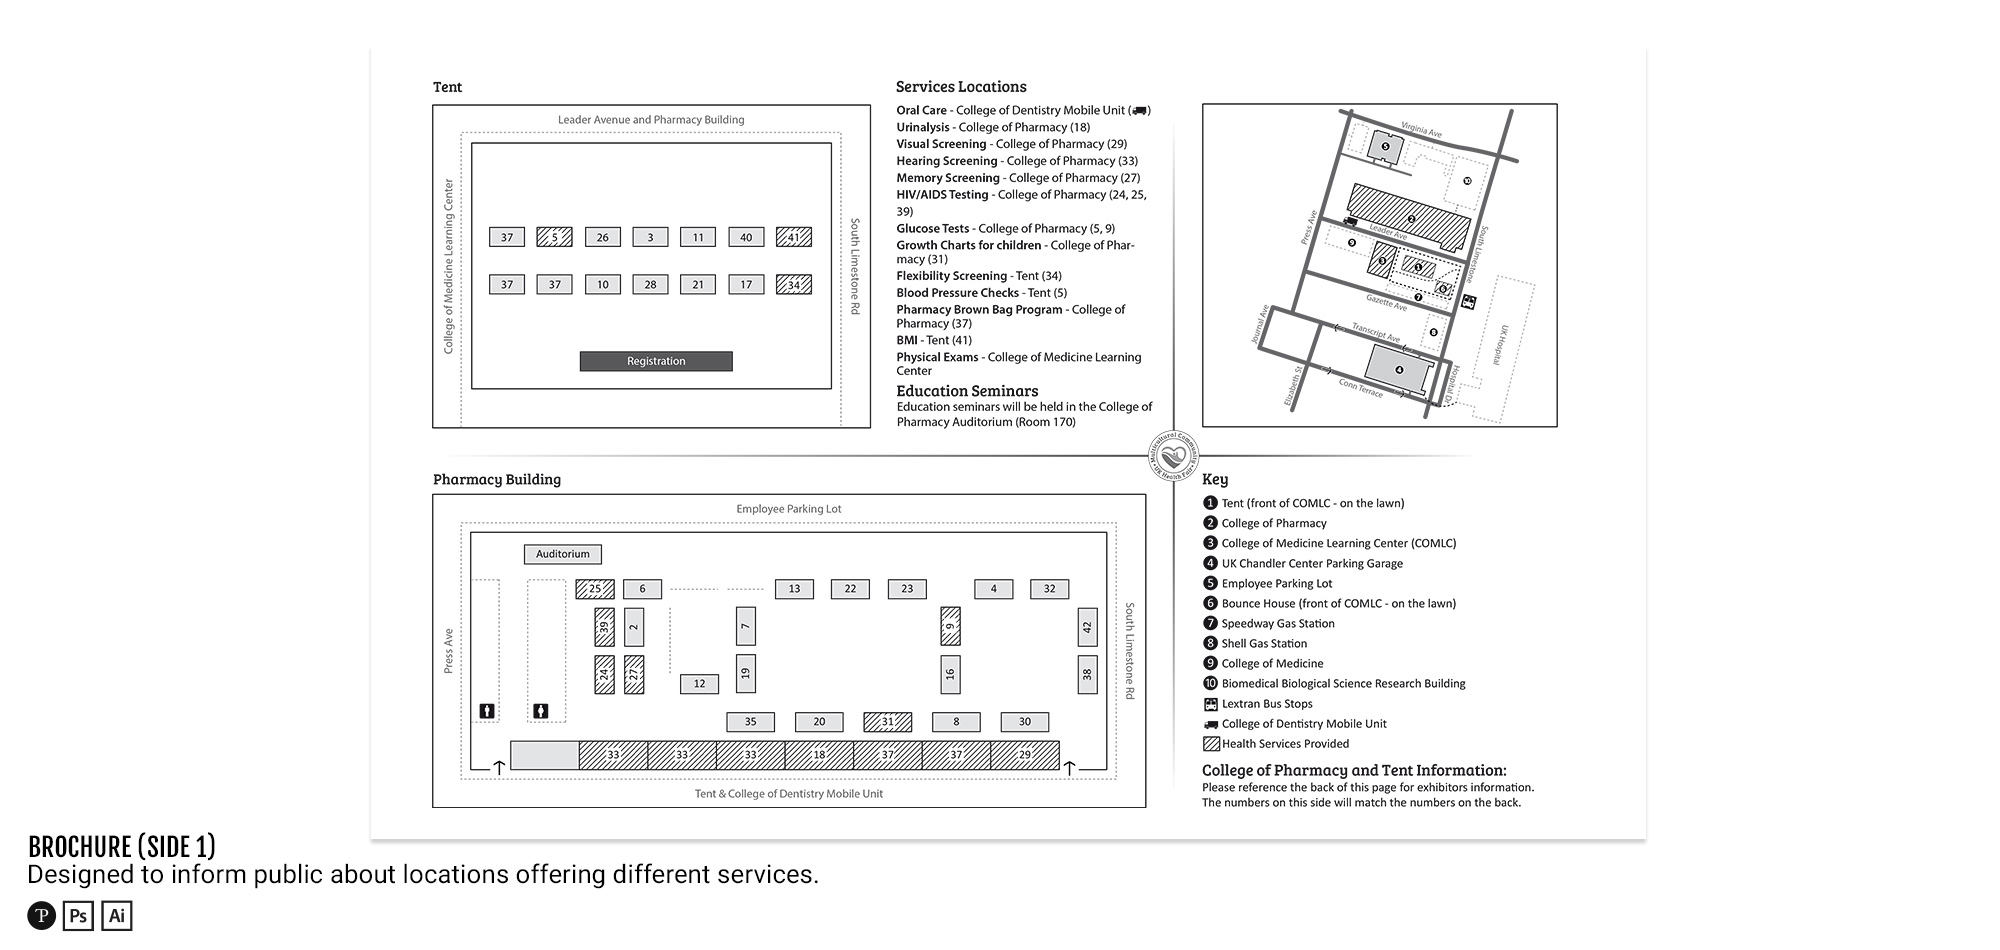 Tent
Leader Avenue and Pharmacy Building
College of Medicine Learning Center
South Limestone Rd
37 5 26 3 11 40 41
37 37 10 28 21 17 34
Registration
Services Locations
Oral Care - College of Dentistry Mobile Unit ( )
Urinalysis - College of Pharmacy (18)
Visual Screening - College of Pharmacy (29)
Hearing Screening - College of Pharmacy (33)
Memory Screening - College of Pharmacy (27)
HIV/AIDS Testing - College of Pharmacy (24, 25,
39)
Glucose Tests - College of Pharmacy (5, 9)
Growth Charts for children - College of Phar-
macy (31)
Flexibility Screening - Tent (34)
Blood Pressure Checks - Tent (5)
Pharmacy Brown Bag Program - College of
Pharmacy (37)
BMI - Tent (41)
Physical Exams - College of Medicine Learning
Center
Education Seminars
Education seminars will be held in the College of
Pharmacy Auditorium (Room 170)
Virginia Ave
5
10
Press Ave
2
Leader Ave
South Limestone
9
3
1
6
7
Gazette Ave
Journal Ave
Transcript Ave
8
UK Hospital
4
Elizabeth St
Conn Terrace
Hospital Dr
Multicultural Community
UK Health Fair
Pharmacy Building
Employee Parking Lot
Press Ave
South Limestone Rd
Auditorium
25 6 13 22 23 4 32
39 2 7 9 42
24 27 12 19 16 38
35 20 31 8 30
33 33 33 18 37 37 29
Tent & College of Dentistry Mobile Unit
Key
1 Tent (front of COMLC - on the lawn)
2 College of Pharmacy
3 College of Medicine Learning Center (COMLC)
4 UK Chandler Center Parking Garage
5 Employee Parking Lot
6 Bounce House (front of COMLC - on the lawn)
7 Speedway Gas Station
8 Shell Gas Station
9 College of Medicine
10 Biomedical Biological Science Research Building
Lextran Bus Stops
College of Dentistry Mobile Unit
Health Services Provided
College of Pharmacy and Tent Information:
Please reference the back of this page for exhibitors information.
The numbers on this side will match the numbers on the back.
BROCHURE (SIDE 1)
Designed to inform public about locations offering different services.
Ps Ai